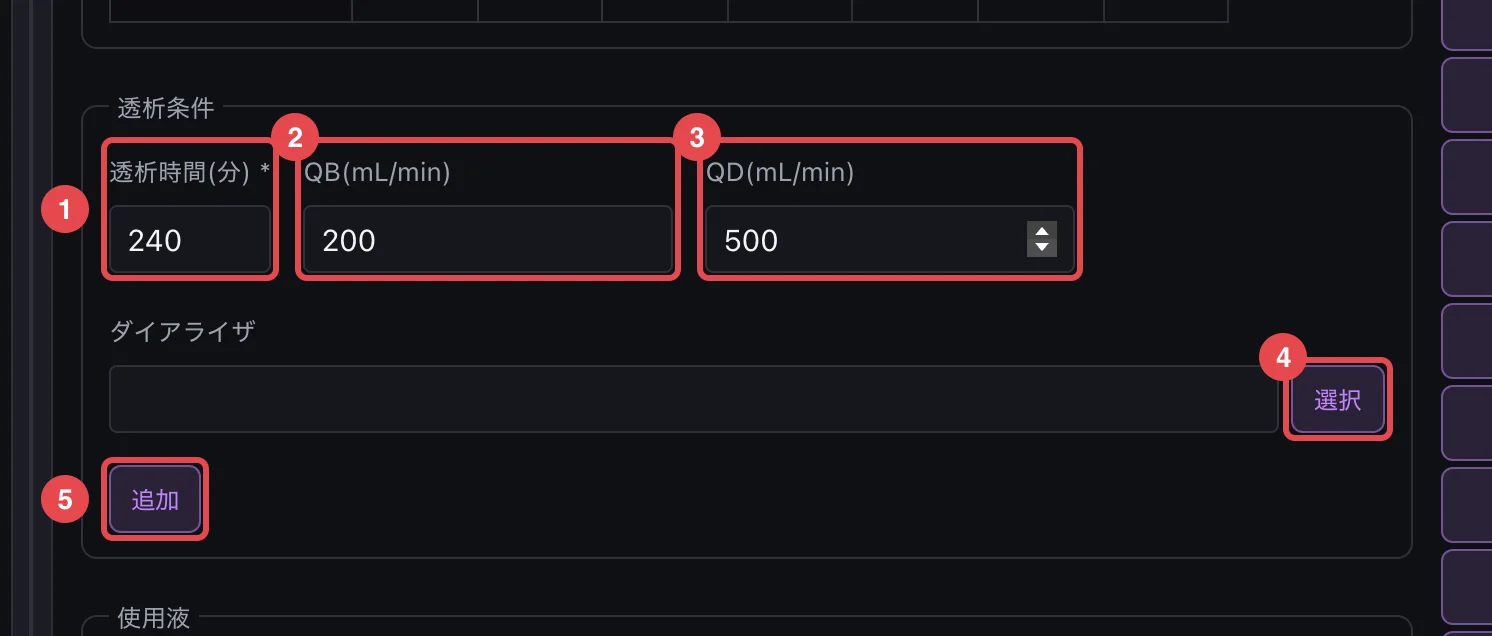 透析条件
1
透析時間(分) *
240
2
QB(mL/min)
200
3
QD(mL/min)
500
ダイアライザ
4
選択
5
追加
使用液